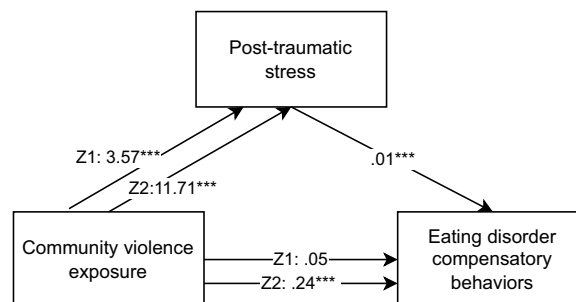 Post-traumatic
stress
Z1: 3.57***
Z2:11.71***
.01***
Community violence
exposure
Z1: .05
Z2: .24***
Eating disorder
compensatory
behaviors